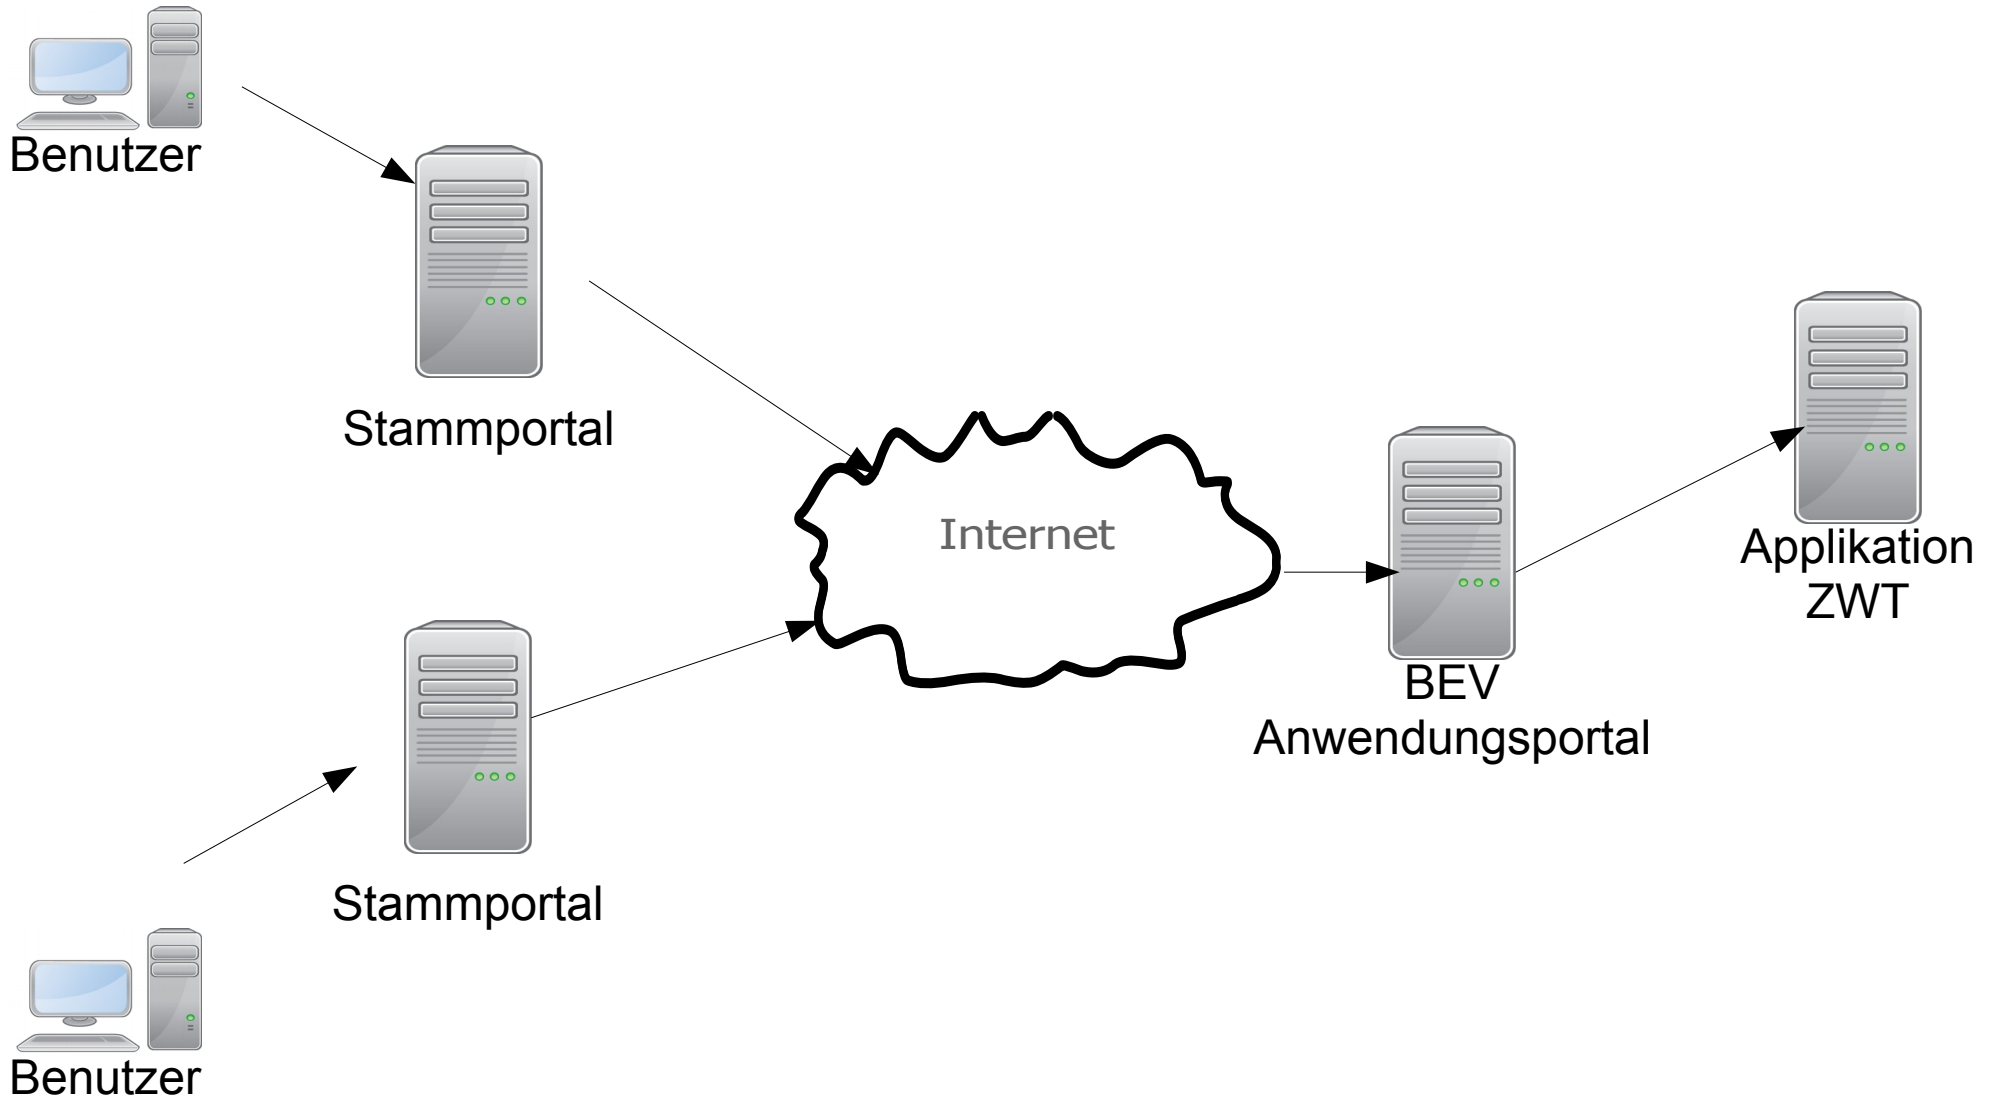 Benutzer
Stammportal
Internet
Applikation
ZWT
BEV
Anwendungsportal
Stammportal
Benutzer